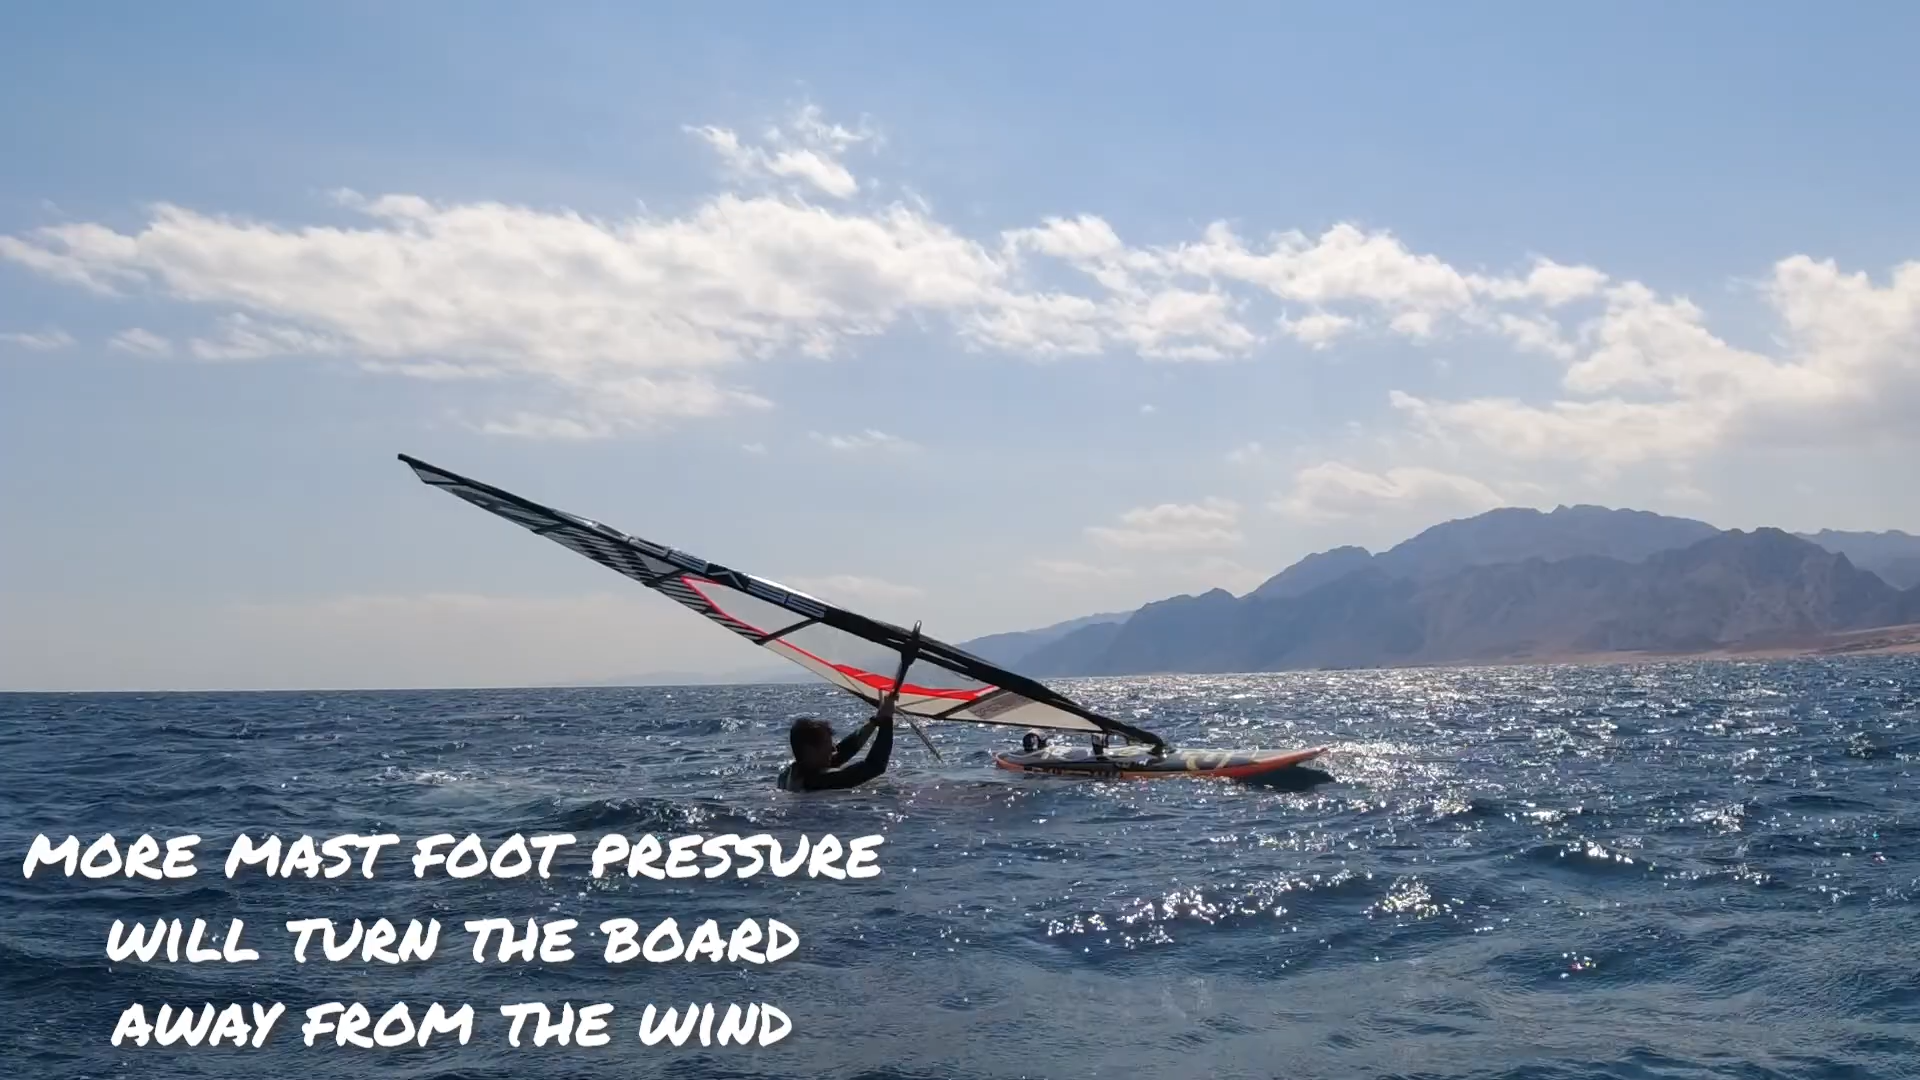 MORE MAST FOOT PRESSURE
WILL TURN THE BOARD
AWAY FROM THE WIND